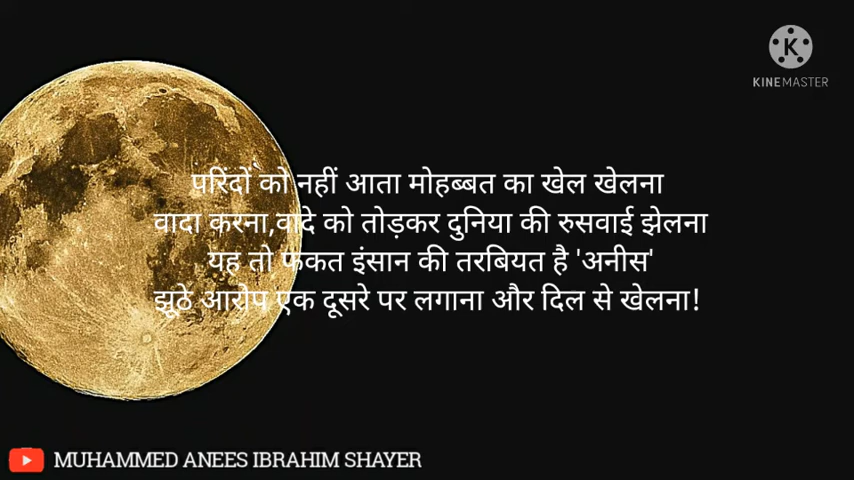 K
KINEMASTER
परिंदों को नहीं आता मोहब्बत का खेल खेलना
वादा करना,वादे को तोड़कर दुनिया की रुसवाई झेलना
यह तो फकत इंसान की तरबियत है 'अनीस'
झूठे आरोप एक दूसरे पर लगाना और दिल से खेलना!
MUHAMMED ANEES IBRAHIM SHAYER